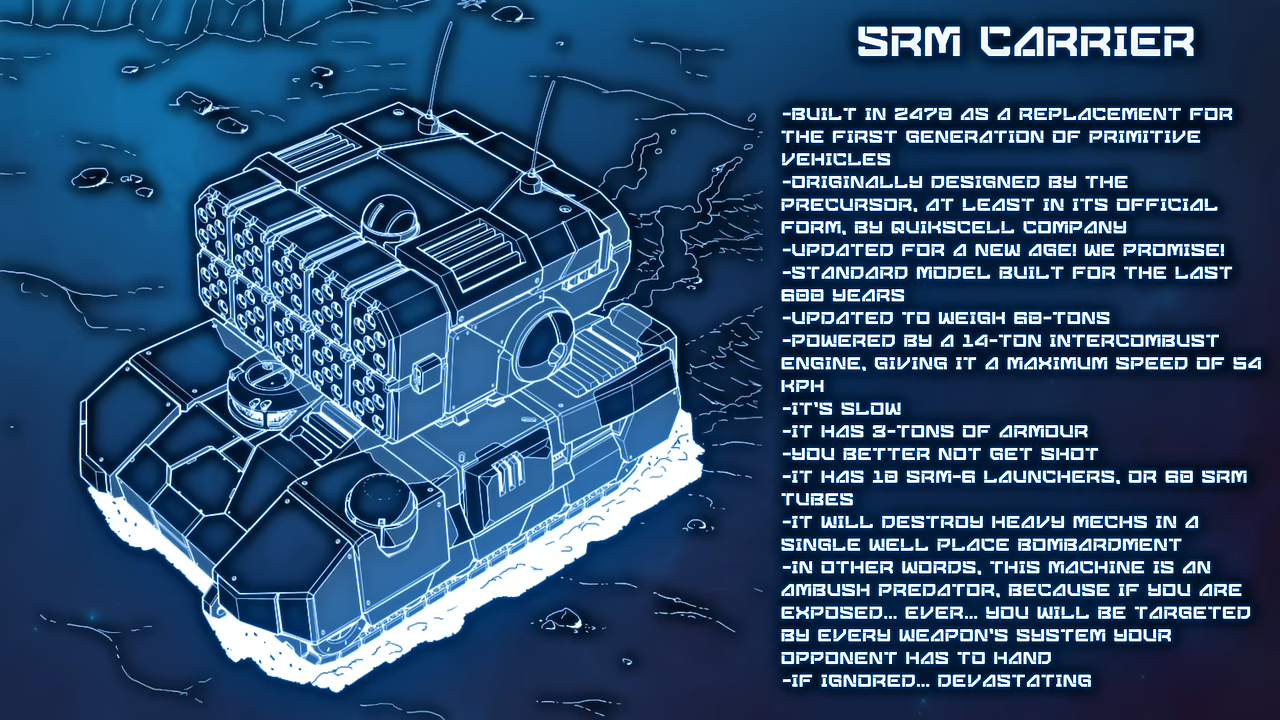 SRM CARRIER
-BUILT IN 2470 AS A REPLACEMENT FOR
THE FIRST GENERATION OF PRIMITIVE
VEHICLES
-ORIGINALLY DESIGNED BY THE
PRECURSOR, AT LEAST IN ITS OFFICIAL
FORM, BY QUIKSCELL COMPANY
-UPDATED FOR A NEW AGE! WE PROMISE!
-STANDARD MODEL BUILT FOR THE LAST
600 YEARS
-UPDATED TO WEIGH 60-TONS
-POWERED BY A 14-TON INTERCOMBUST
ENGINE, GIVING IT A MAXIMUM SPEED OF 54
KPH
-IT'S SLOW
-IT HAS 3-TONS OF ARMOUR
-YOU BETTER NOT GET SHOT
-IT HAS 10 SRM-6 LAUNCHERS, OR 60 SRM
TUBES
-IT WILL DESTROY HEAVY MECHS IN A
SINGLE WELL PLACE BOMBARDMENT
-IN OTHER WORDS, THIS MACHINE IS AN
AMBUSH PREDATOR, BECAUSE IF YOU ARE
EXPOSED... EVER... YOU WILL BE TARGETED
BY EVERY WEAPON'S SYSTEM YOUR
OPPONENT HAS TO HAND
-IF IGNORED... DEVASTATING